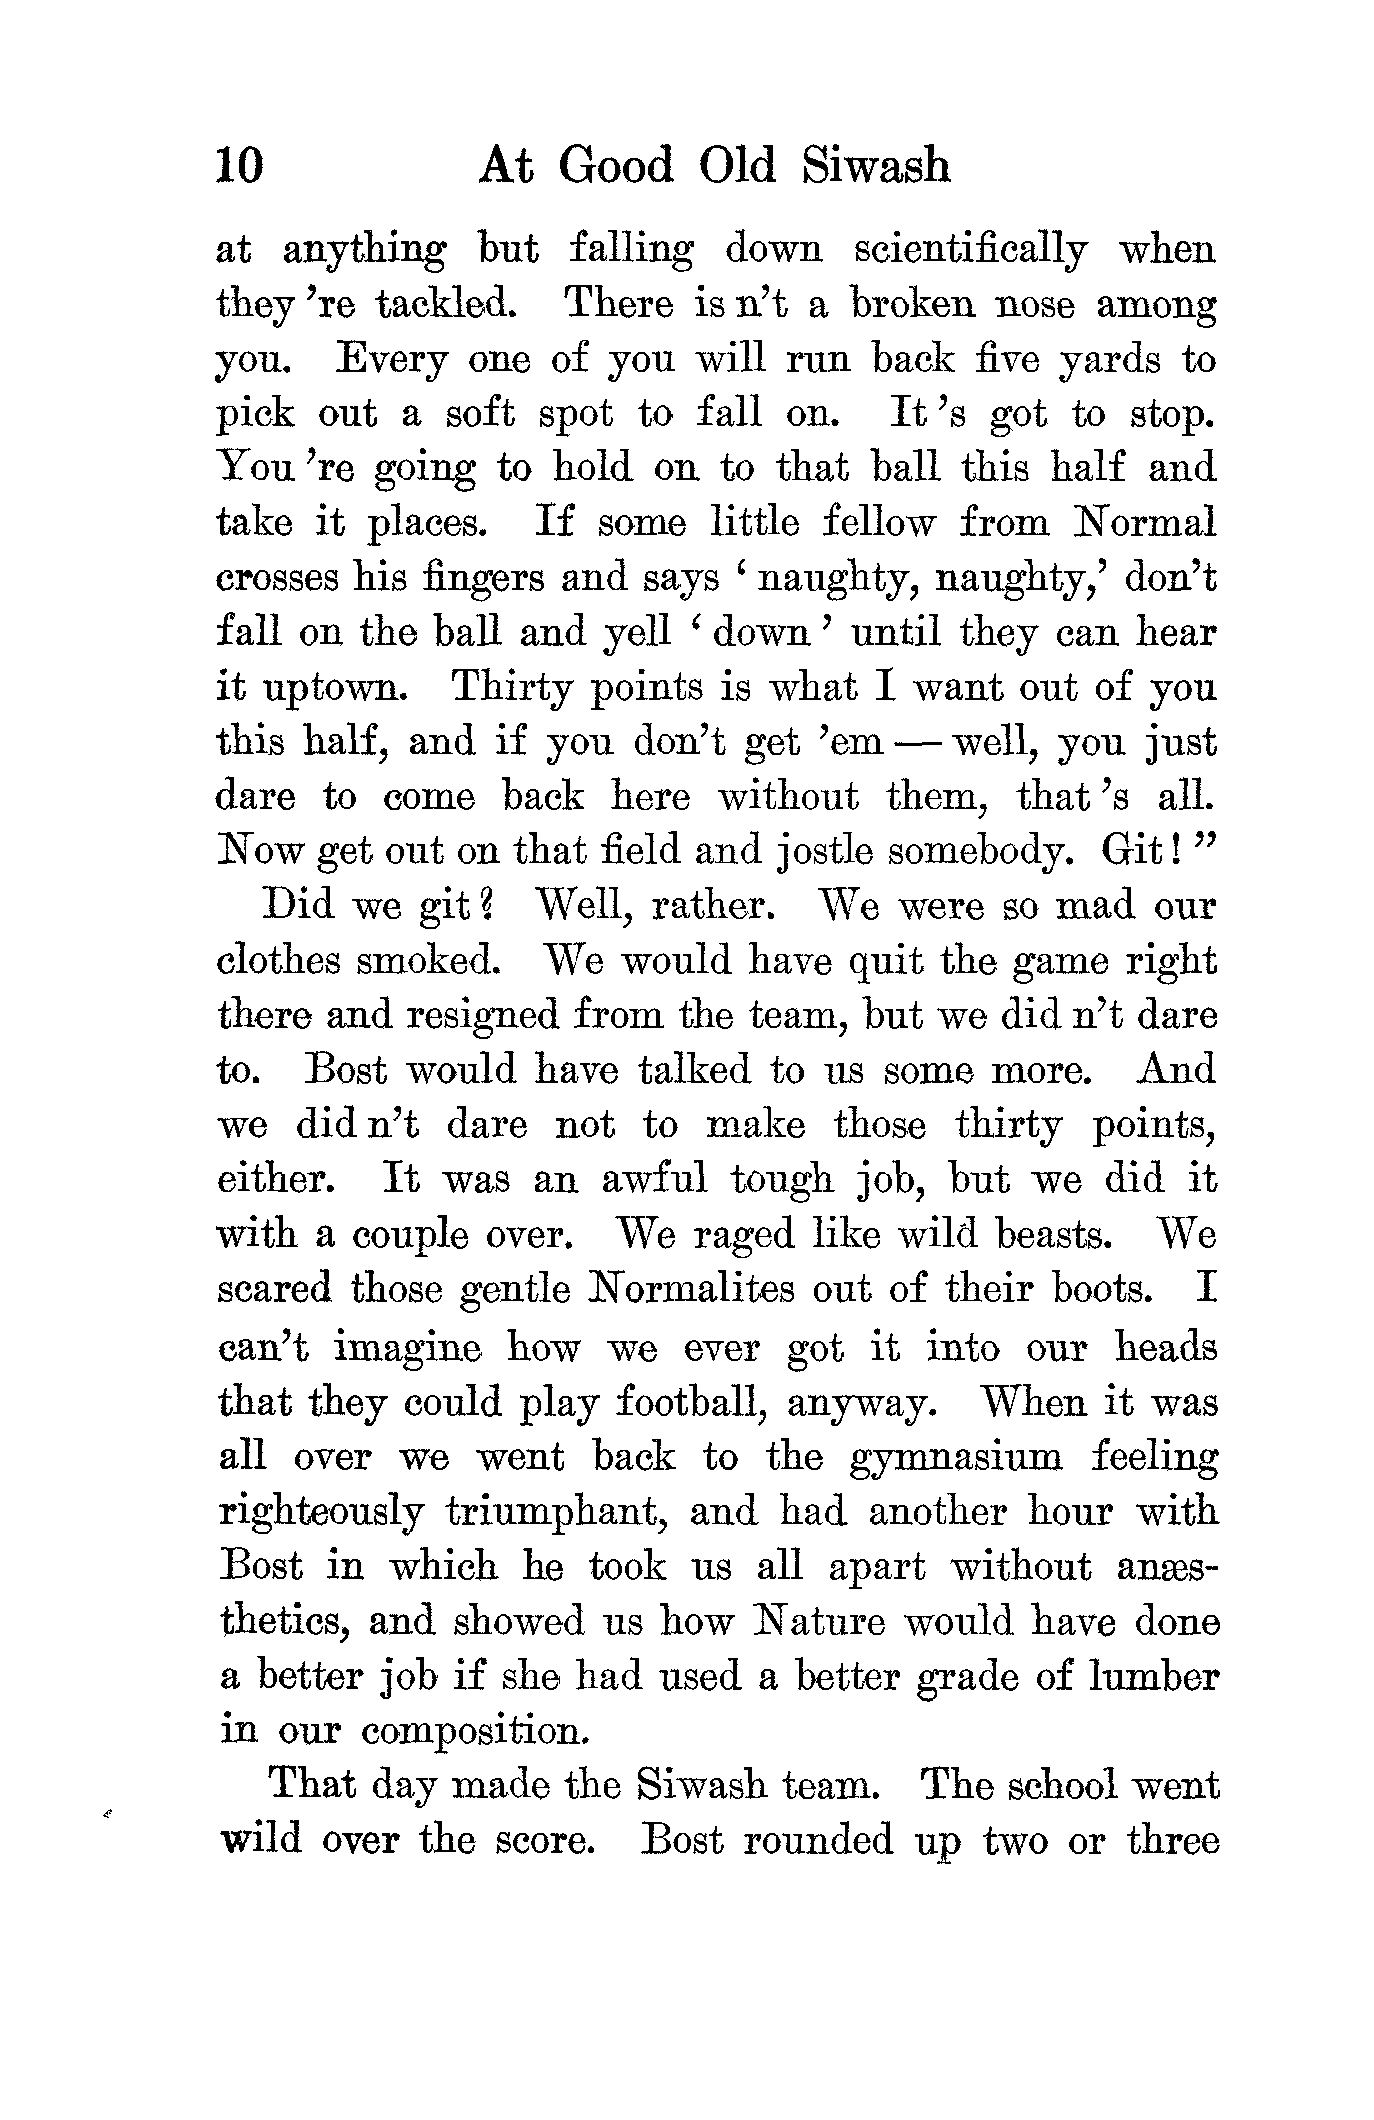 10 At Good Old Siwash
at anything but falling down scientifically when
they 're tackled. There is n't a broken nose among
you. Every one of you will run back five yards to
pick out a soft spot to fall on. It 's got to stop.
You 're going to hold on to that ball this half and
take it places. If some little fellow from Normal
crosses his fingers and says ' naughty, naughty,' don't
fall on the ball and yell ' down ' until they can hear
it uptown. Thirty points is what I want out of you
this half, and if you don't get 'em — well, you just
dare to come back here without them, that 's all.
Now get out on that field and jostle somebody. Git! "
Did we git? Well, rather. We were so mad our
clothes smoked. We would have quit the game right
there and resigned from the team, but we did n't dare
to. Bost would have talked to us some more. And
we did n't dare not to make those thirty points,
either. It was an awful tough job, but we did it
with a couple over. We raged like wild beasts. We
scared those gentle Normalites out of their boots. I
can't imagine how we ever got it into our heads
that they could play football, anyway. When it was
all over we went back to the gymnasium feeling
righteously triumphant, and had another hour with
Bost in which he took us all apart without anæs-
thetics, and showed us how Nature would have done
a better job if she had used a better grade of lumber
in our composition.
That day made the Siwash team. The school went
wild over the score. Bost rounded up two or three